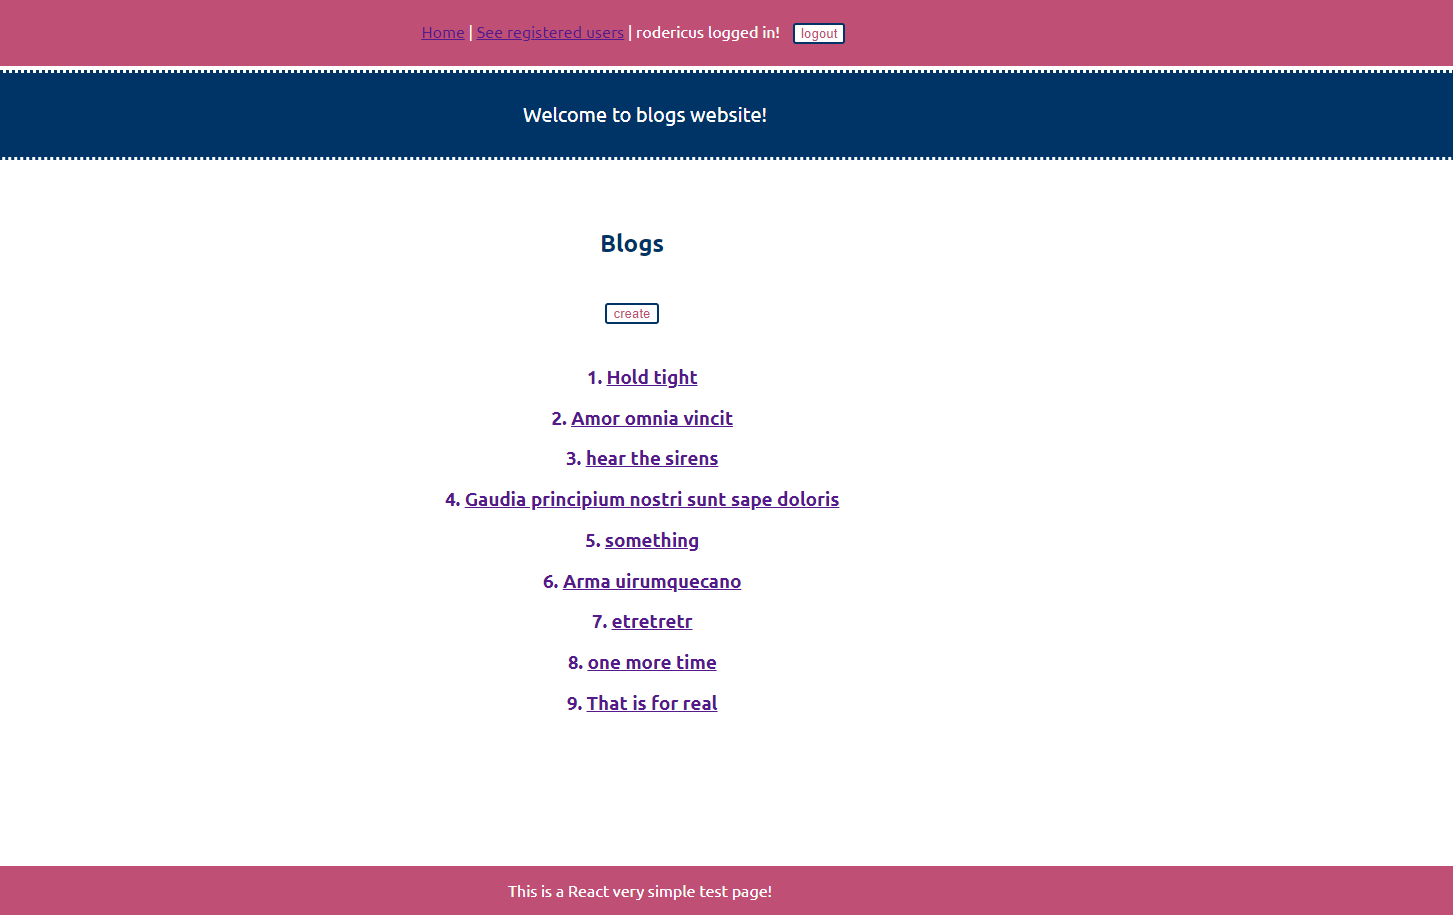 Home | See registered users | rodericus logged in! logout
Welcome to blogs website!
Blogs
create
1. Hold tight
2. Amor omnia vincit
3. hear the sirens
4. Gaudia principium nostri sunt sape doloris
5. something
6. Arma uirumquecano
7. etretretr
8. one more time
9. That is for real
This is a React very simple test page!